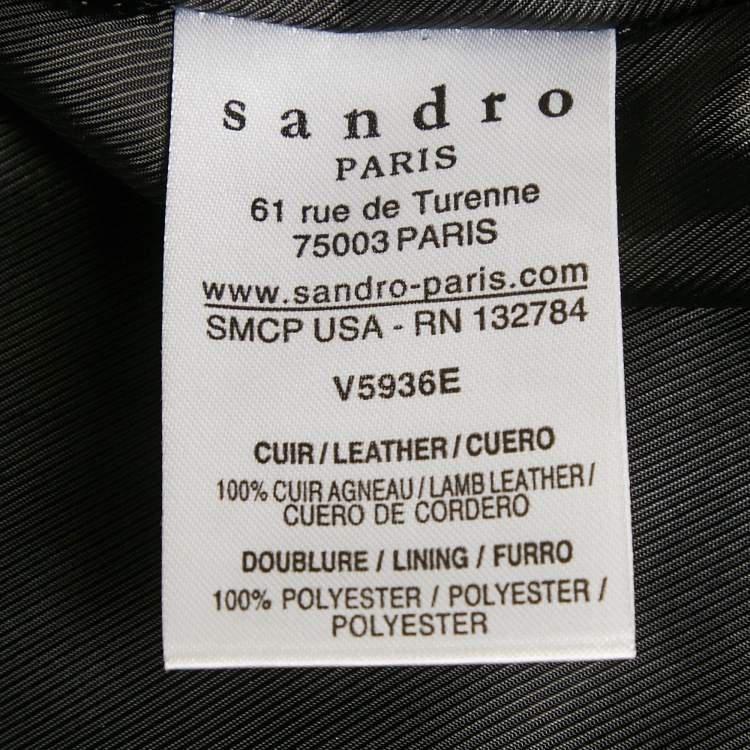 sandro
PARIS
61 rue de Turenne
75003 PARIS
www.sandro-paris.com
SMCP USA - RN 132784
V5936E
CUIR/LEATHER/CUERO
100% CUIR AGNEAU/LAMB LEATHER/
CUERO DE CORDERO
DOUBLURE / LINING / FURRO
100% POLYESTER / POLYESTER /
POLYESTER